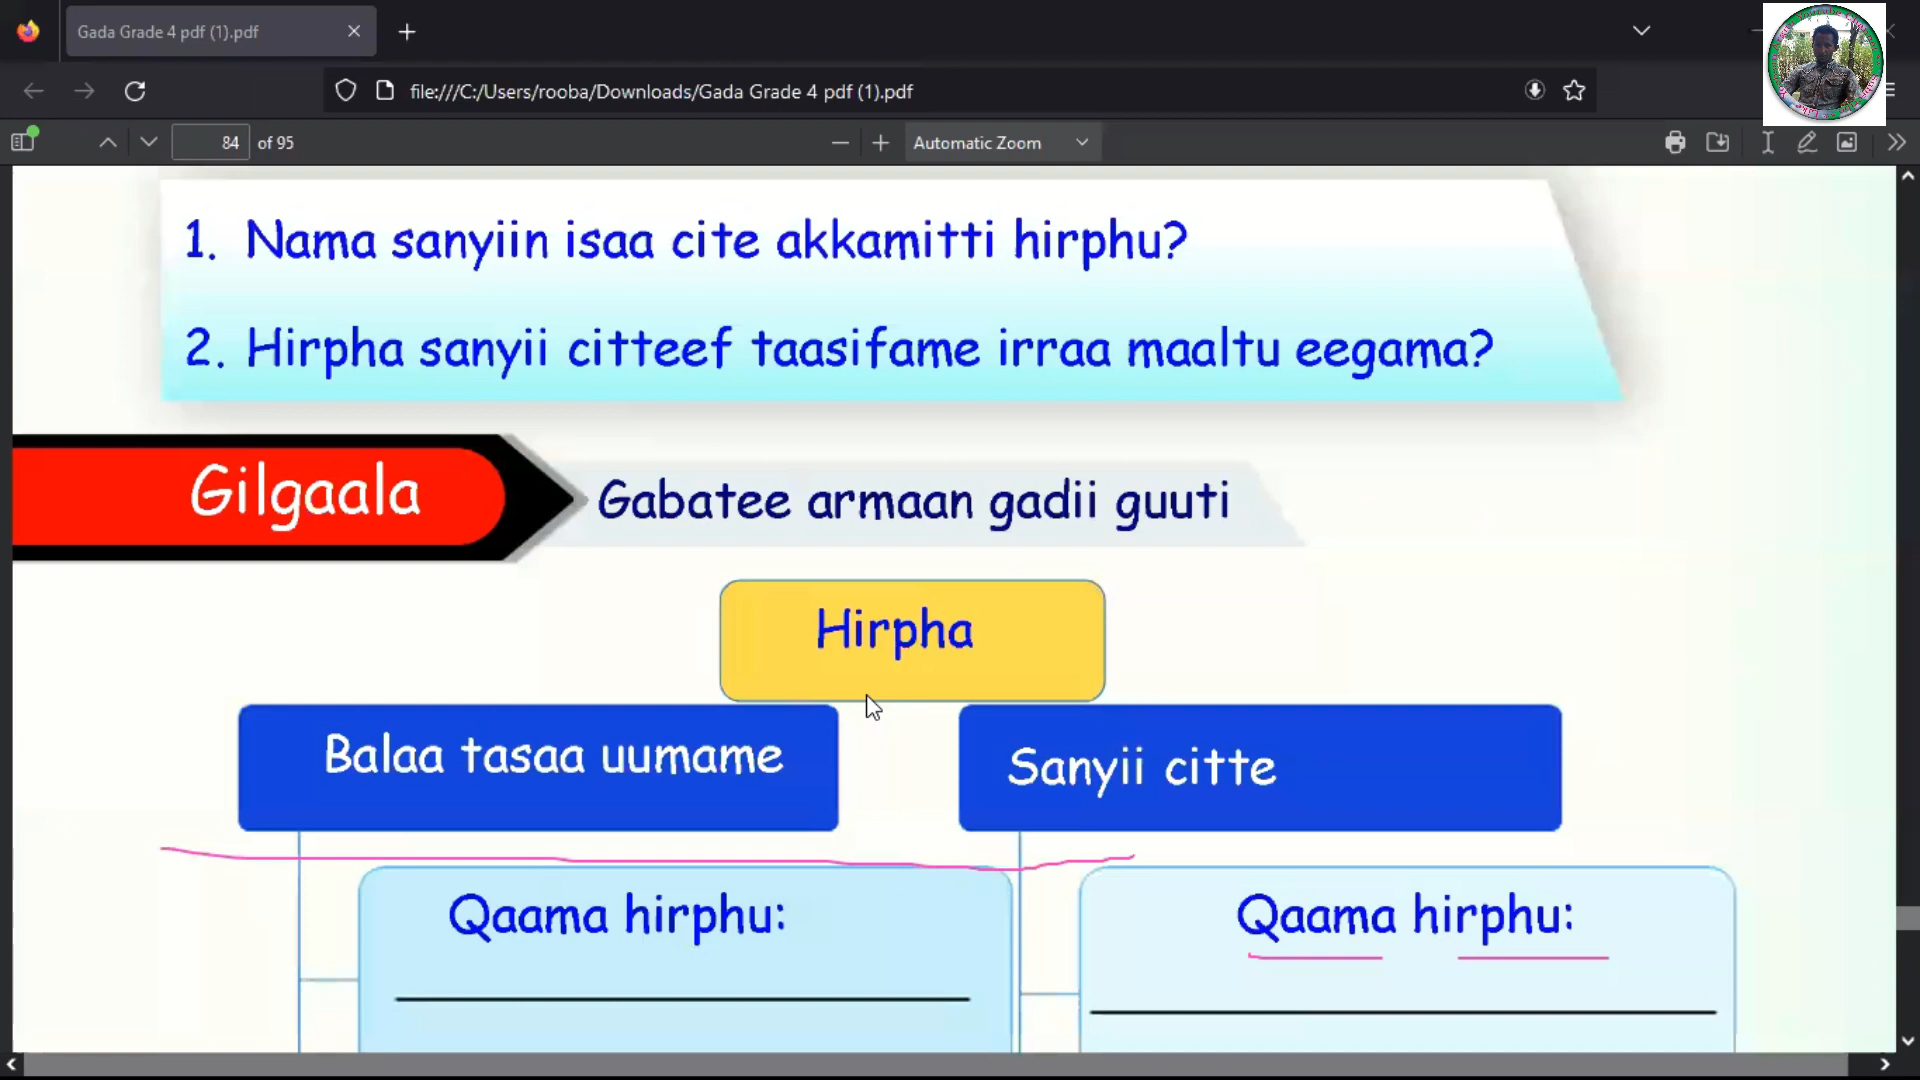 Gada Grade 4 pdf (1).pdf
file:///C:/Users/rooba/Downloads/Gada Grade 4 pdf (1).pdf
84 of 95
Automatic Zoom
1. Nama sanyiin isaa cite akkamitti hirphu?
2. Hirpha sanyii citteef taasifame irraa maaltu eegama?
Gilgaala
Gabatee armaan gadii guuti
Hirpha
Balaa tasaa uumame
Sanyii citte
Qaama hirphu:
Qaama hirphu: